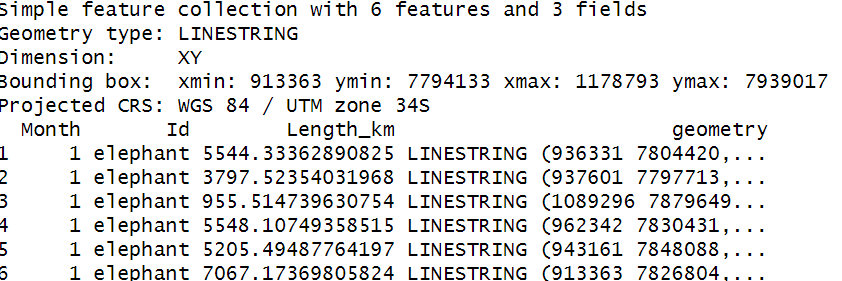 Simple feature collection with 6 features and 3 fields
Geometry type: LINESTRING
Dimension:     XY
Bounding box:  xmin: 913363 ymin: 7794133 xmax: 1178793 ymax: 7939017
Projected CRS: WGS 84 / UTM zone 34S
  Month       Id        Length_km                       geometry
1     1 elephant 5544.33362890825 LINESTRING (936331 7804420,...
2     1 elephant 3797.52354031968 LINESTRING (937601 7797713,...
3     1 elephant 955.514739630754 LINESTRING (1089296 7879649...
4     1 elephant 5548.10749358515 LINESTRING (962342 7830431,...
5     1 elephant 5205.49487764197 LINESTRING (943161 7848088,...
6     1 elephant 7067.17369805824 LINESTRING (913363 7826804,...